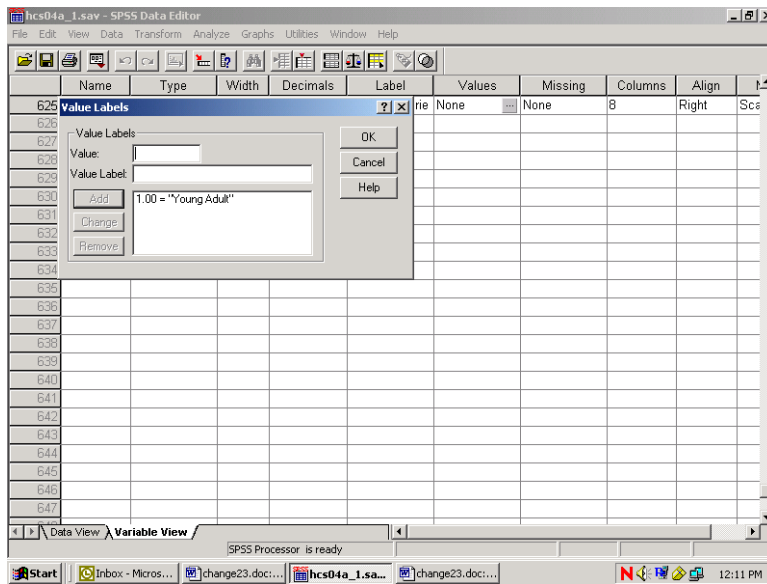 hcs04a_1.sav - SPSS Data Editor
File Edit View Data Transform Analyze Graphs Utilities Window Help
Name Type Width Decimals Label Values Missing Columns Align
625 rie None ... None 8 Right Sca
Value Labels
Value Labels
Value:
Value Label:
Add
Change
Remove
1.00 = "Young Adult"
OK
Cancel
Help
626
627
628
629
630
631
632
633
634
635
636
637
638
639
640
641
642
643
644
645
646
647
Data View Variable View
SPSS Processor is ready
Start Inbox - Micros... change23.doc:... hcs04a_1.sa... change23.doc:... N 12:11 PM